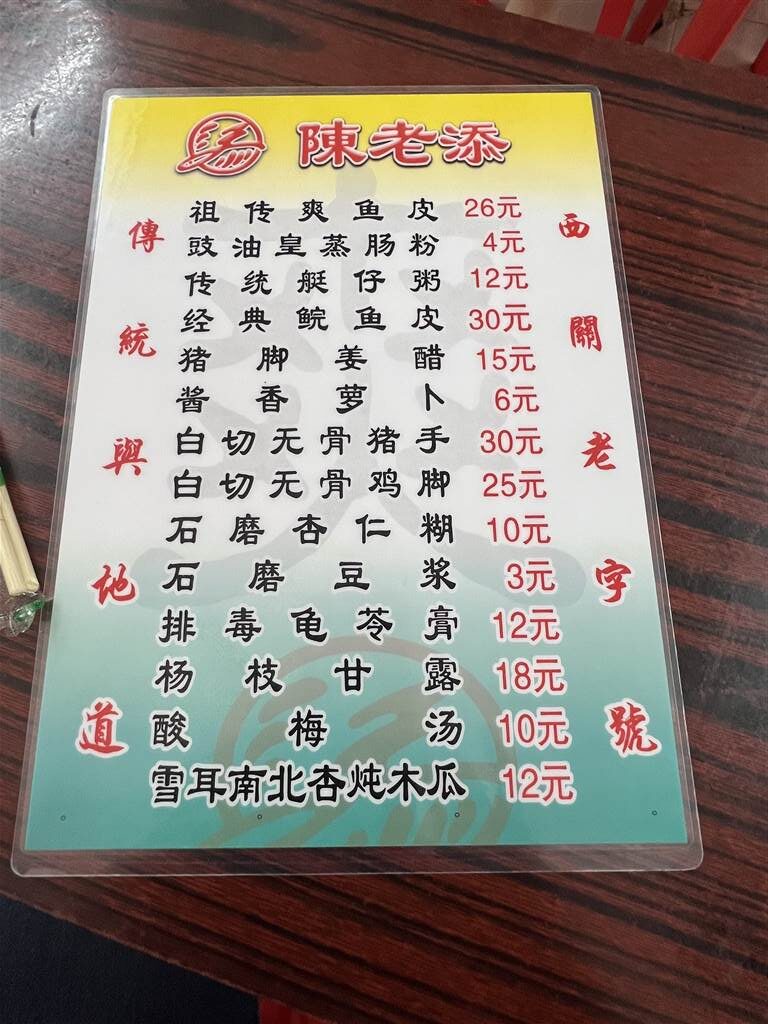 陳老添
祖传爽鱼皮 26元
豉油皇蒸肠粉 4元
传统艇仔粥 12元
经典鲩鱼皮 30元
猪脚姜醋 15元
酱香萝卜 6元
白切无骨猪手 30元
白切无骨鸡脚 25元
石磨杏仁糊 10元
石磨豆浆 3元
排毒龟苓膏 12元
杨枝甘露 18元
酸梅汤 10元
雪耳南北杏炖木瓜 12元
傳統與地道
西關老字號